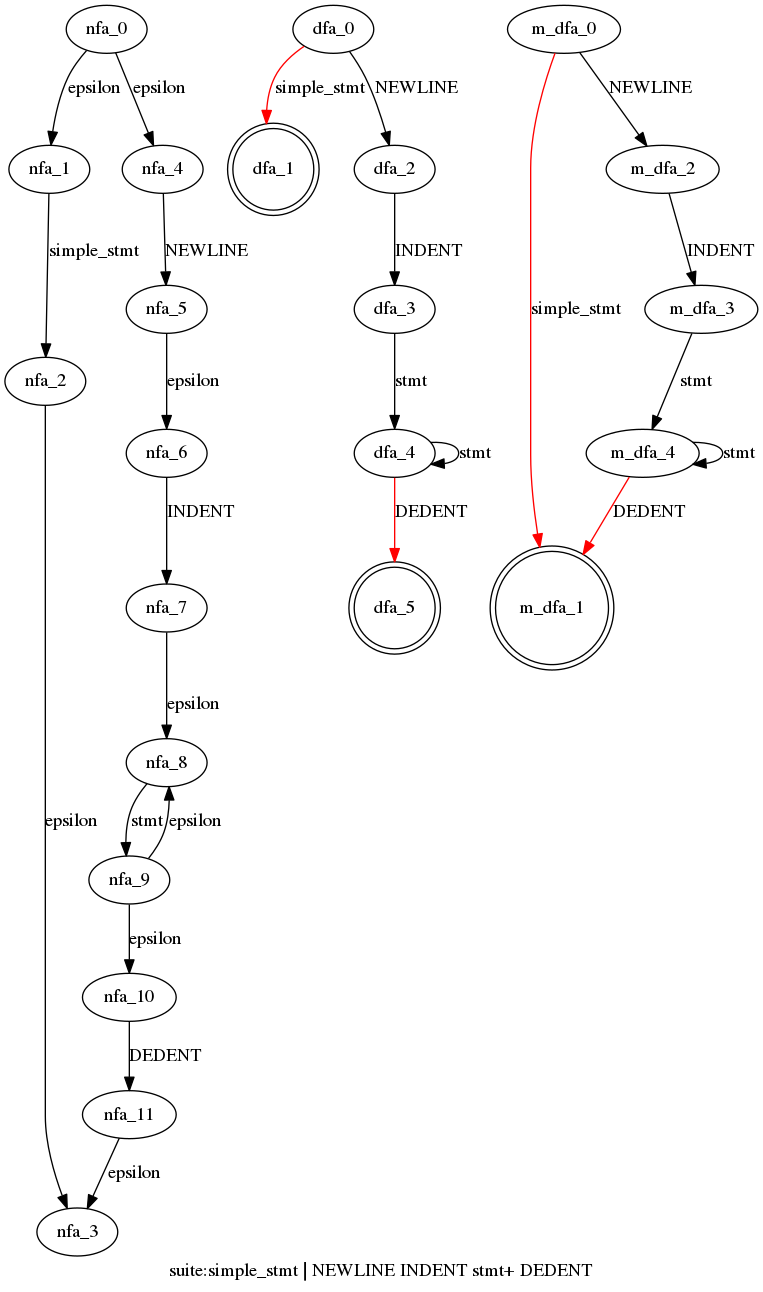 nfa_0
dfa_0
m_dfa_0
epsilon
epsilon
simple_stmt
NEWLINE
NEWLINE
nfa_1
nfa_4
dfa_1
dfa_2
m_dfa_2
simple_stmt
NEWLINE
INDENT
INDENT
nfa_5
dfa_3
simple_stmt
m_dfa_3
nfa_2
epsilon
stmt
stmt
nfa_6
dfa_4
stmt
m_dfa_4
stmt
INDENT
DEDENT
DEDENT
nfa_7
dfa_5
m_dfa_1
epsilon
nfa_8
epsilon
stmt
epsilon
nfa_9
epsilon
nfa_10
DEDENT
nfa_11
epsilon
nfa_3
suite:simple_stmt | NEWLINE INDENT stmt+ DEDENT